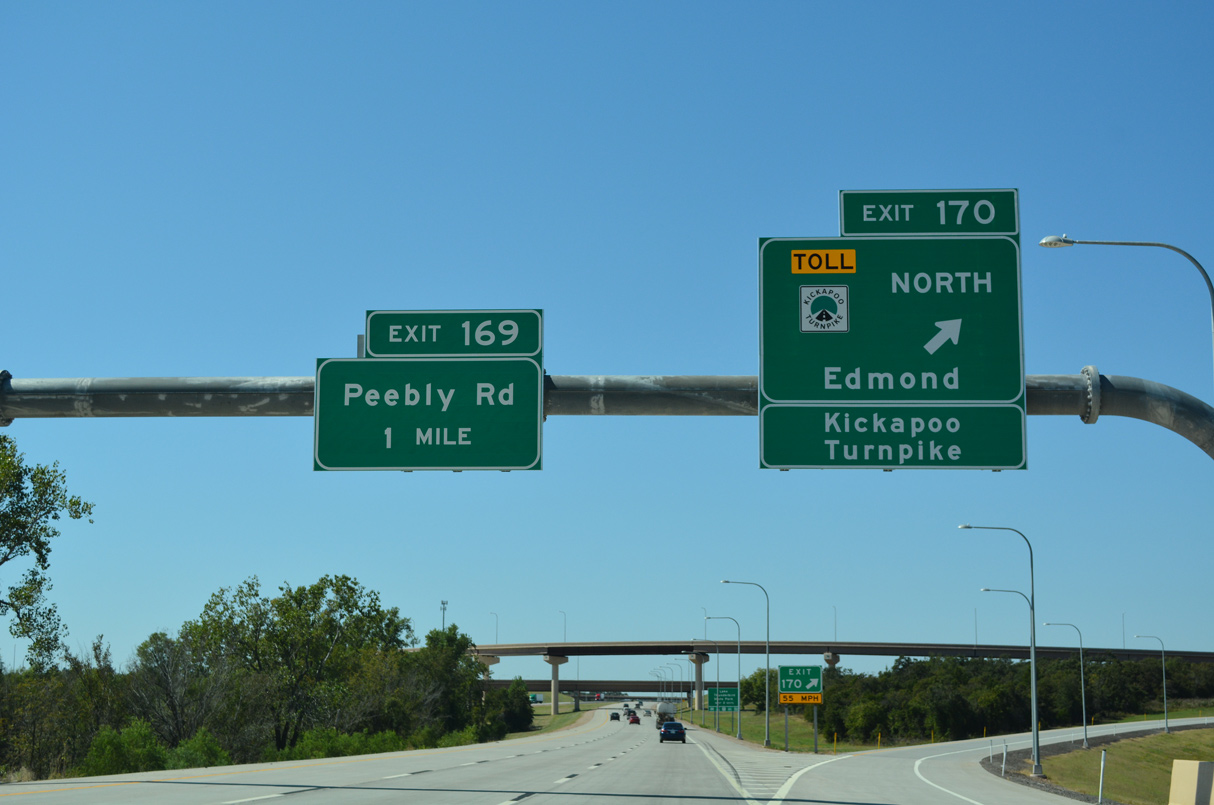 EXIT 169
Peebly Rd
1 MILE
EXIT 170
TOLL
NORTH
KICKAPOO
TURNPIKE
Edmond
Kickapoo
Turnpike
EXIT
170
55 MPH